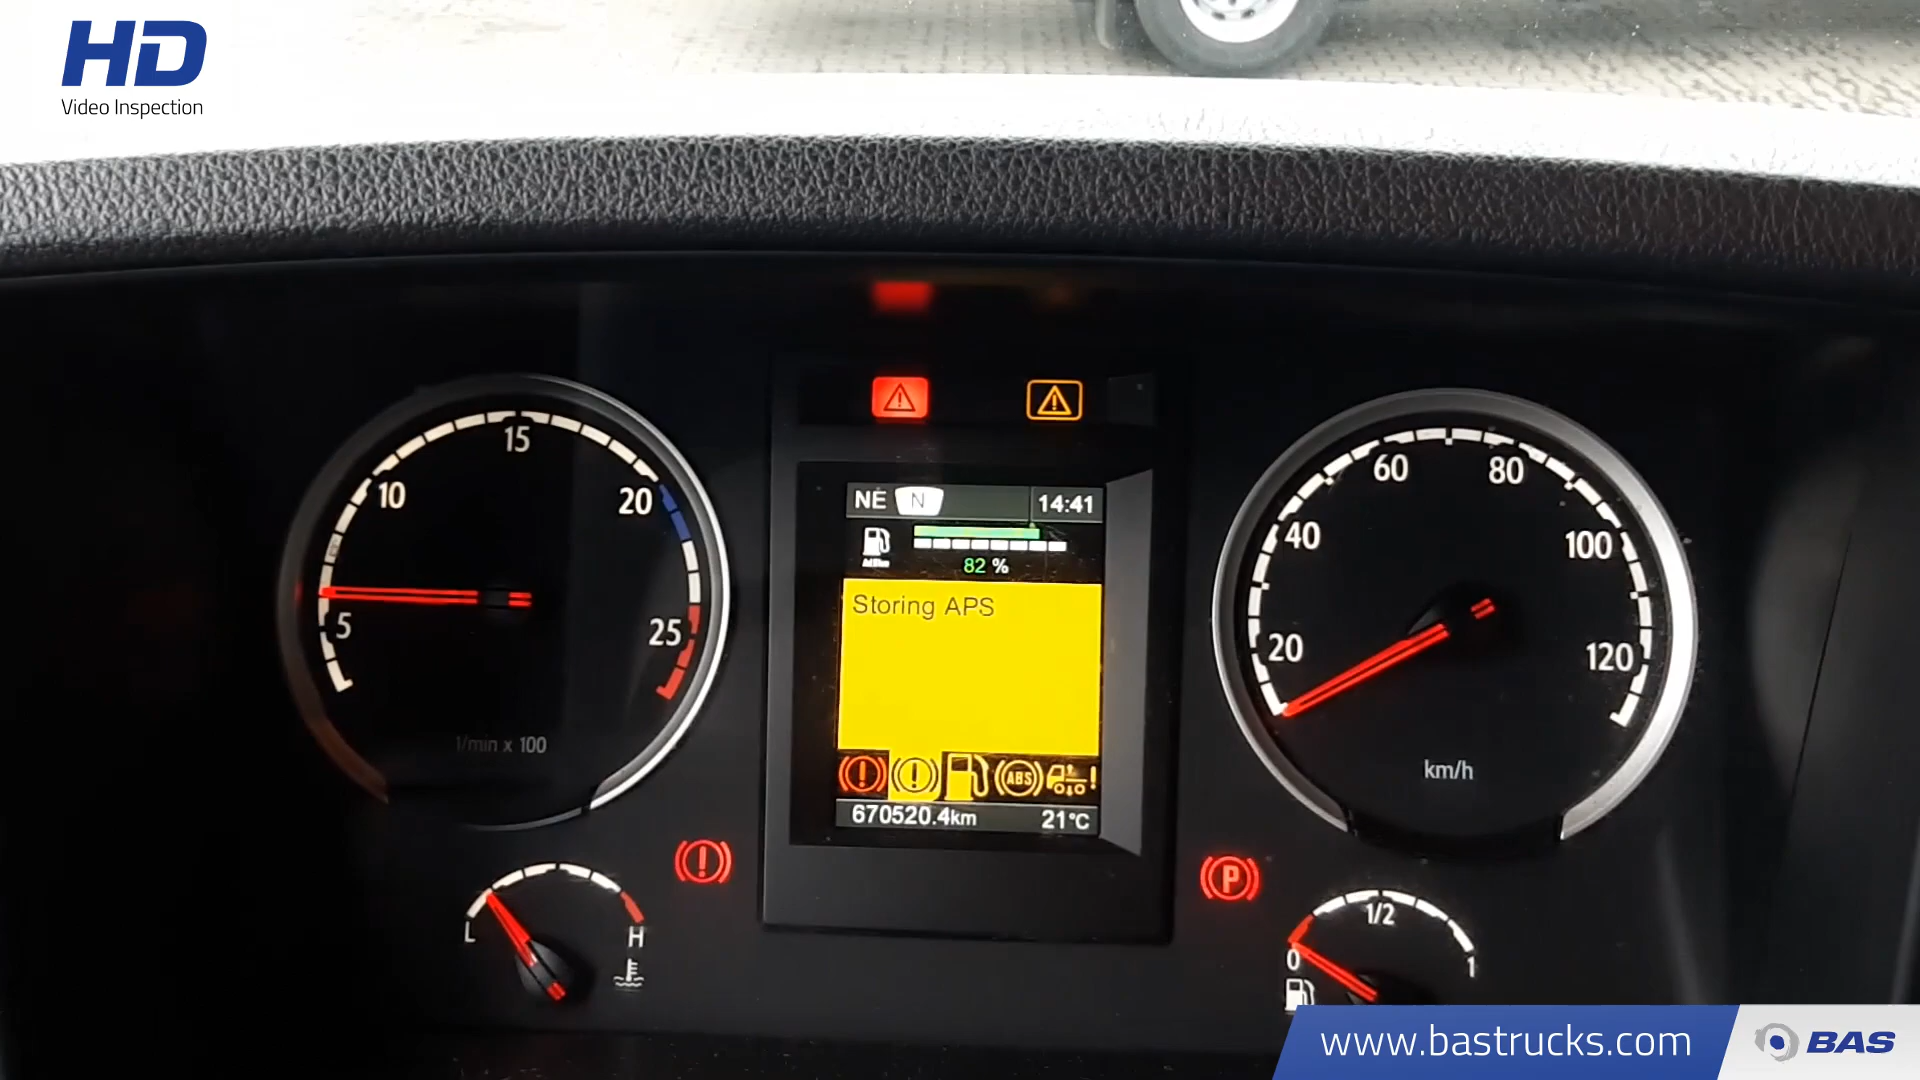 HD
Video Inspection
NE N 14:41
AdBlue
82 %
Storing APS
ABS
670520.4km 21°C
5
10
15
20
25
1/min x 100
20
40
60
80
100
120
km/h
L
H
P
0
1/2
1
www.bastrucks.com
BAS